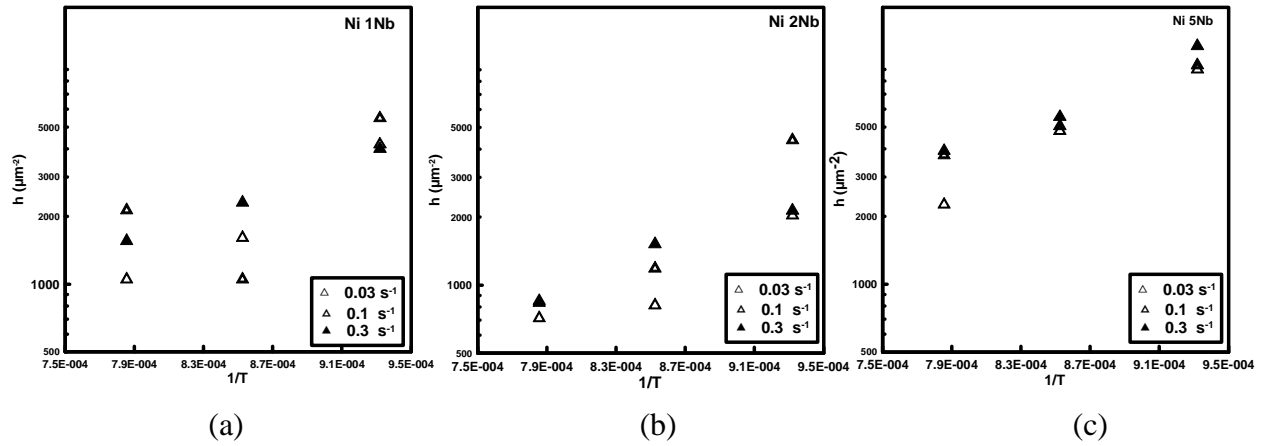 Ni 1Nb
h (µm⁻²)
5000
3000
2000
1000
500
0.03 s⁻¹
0.1 s⁻¹
0.3 s⁻¹
7.5E-004 7.9E-004 8.3E-004 8.7E-004 9.1E-004 9.5E-004
1/T
(a)
Ni 2Nb
h (µm⁻²)
5000
3000
2000
1000
500
0.03 s⁻¹
0.1 s⁻¹
0.3 s⁻¹
7.5E-004 7.9E-004 8.3E-004 8.7E-004 9.1E-004 9.5E-004
1/T
(b)
Ni 5Nb
h (µm⁻²)
5000
3000
2000
1000
500
0.03 s⁻¹
0.1 s⁻¹
0.3 s⁻¹
7.5E-004 7.9E-004 8.3E-004 8.7E-004 9.1E-004 9.5E-004
1/T
(c)